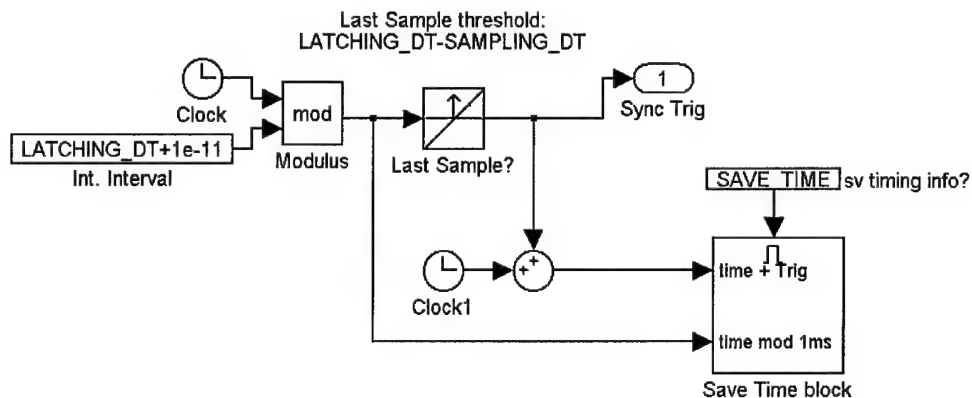 Last Sample threshold:
LATCHING_DT-SAMPLING_DT
Clock
mod
Modulus
LATCHING_DT+1e-11
Int. Interval
Last Sample?
1
Sync Trig
SAVE_TIME
sv timing info?
Clock1
+
+
time + Trig
time mod 1ms
Save Time block